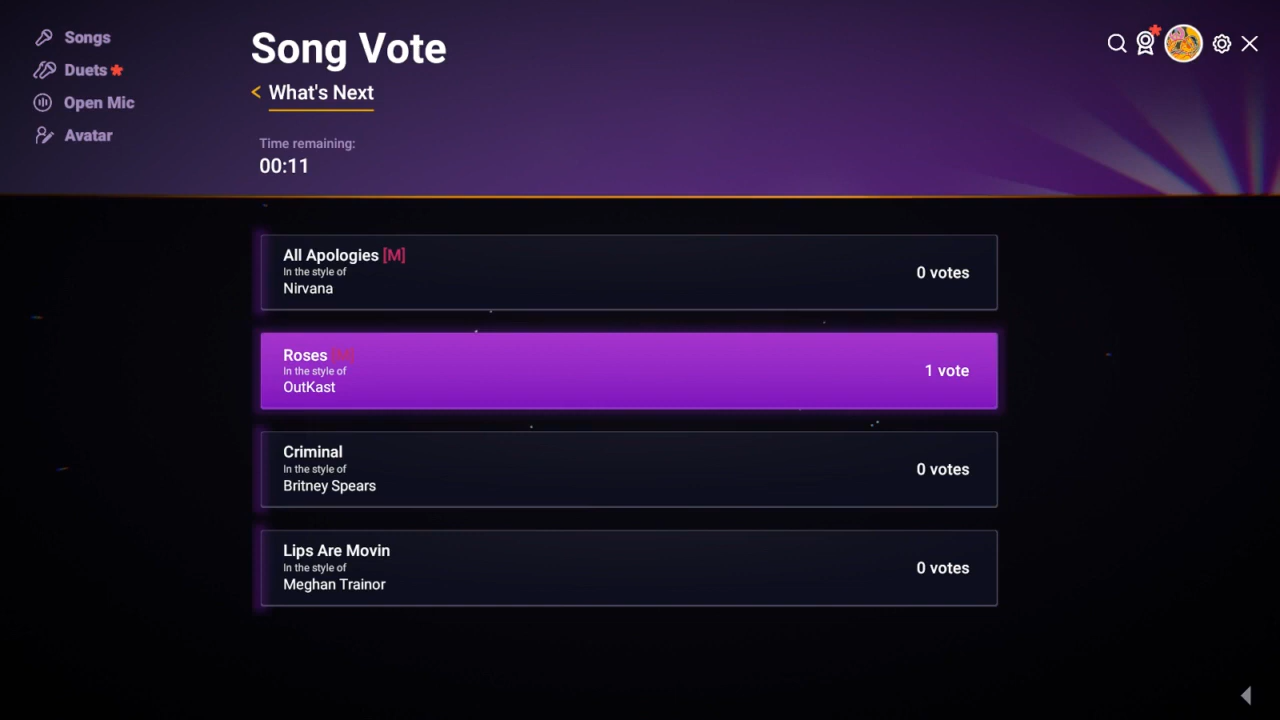 Songs
Duets *
Open Mic
Avatar
Song Vote
< What's Next
Time remaining:
00:11
All Apologies [M]
In the style of
Nirvana
0 votes
Roses [M]
In the style of
OutKast
1 vote
Criminal
In the style of
Britney Spears
0 votes
Lips Are Movin
In the style of
Meghan Trainor
0 votes